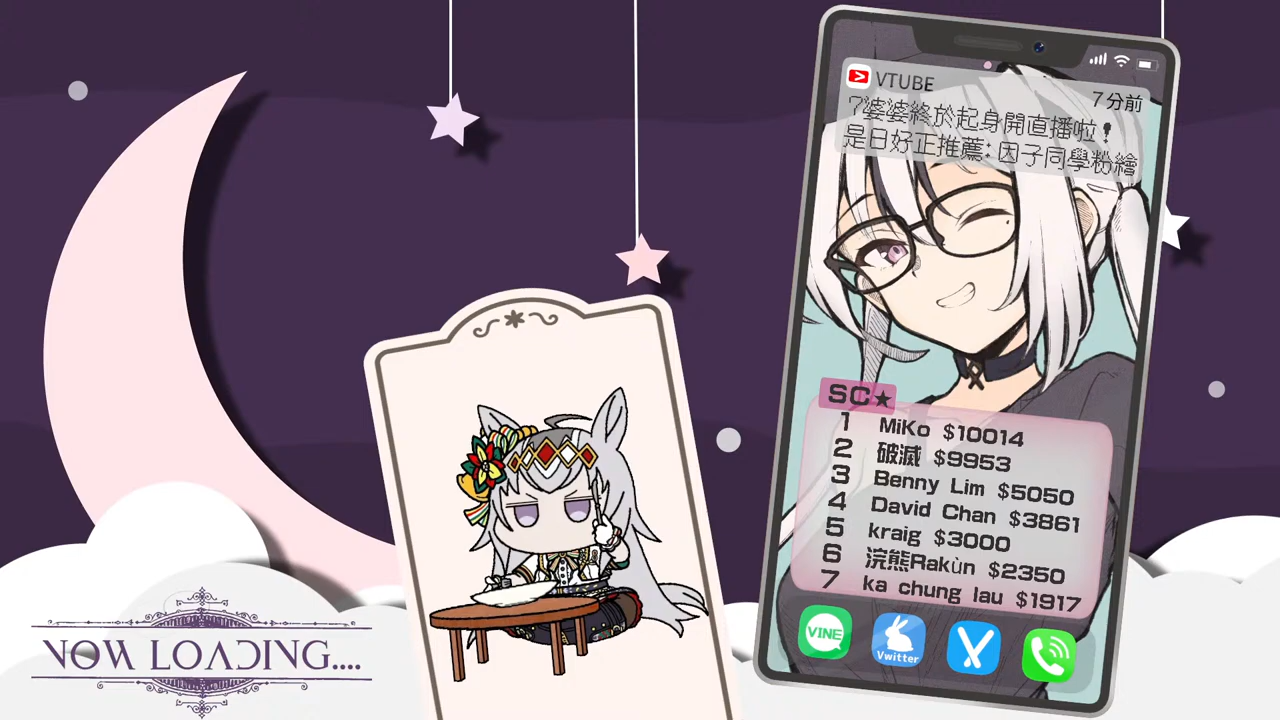 VTUBE
7分前
7婆婆終於起身開直播啦！
是日好正推薦：因子同學粉繪
SC★
1 MiKo $10014
2 破滅 $9953
3 Benny Lim $5050
4 David Chan $3861
5 kraig $3000
6 浣熊Rakùn $2350
7 ka chung lau $1917
VINE
Vwitter
NOW LOADING....